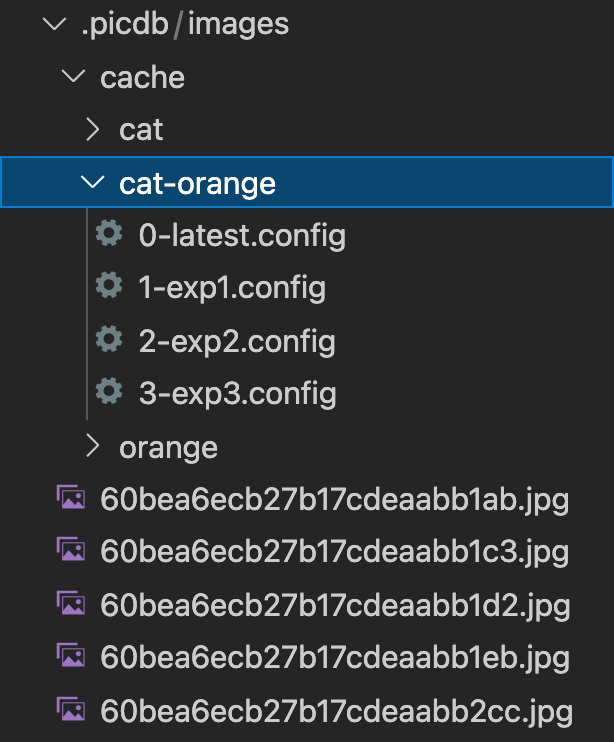 .picdb/images
cache
cat
cat-orange
0-latest.config
1-exp1.config
2-exp2.config
3-exp3.config
orange
60bea6ecb27b17cdeaabb1ab.jpg
60bea6ecb27b17cdeaabb1c3.jpg
60bea6ecb27b17cdeaabb1d2.jpg
60bea6ecb27b17cdeaabb1eb.jpg
60bea6ecb27b17cdeaabb2cc.jpg